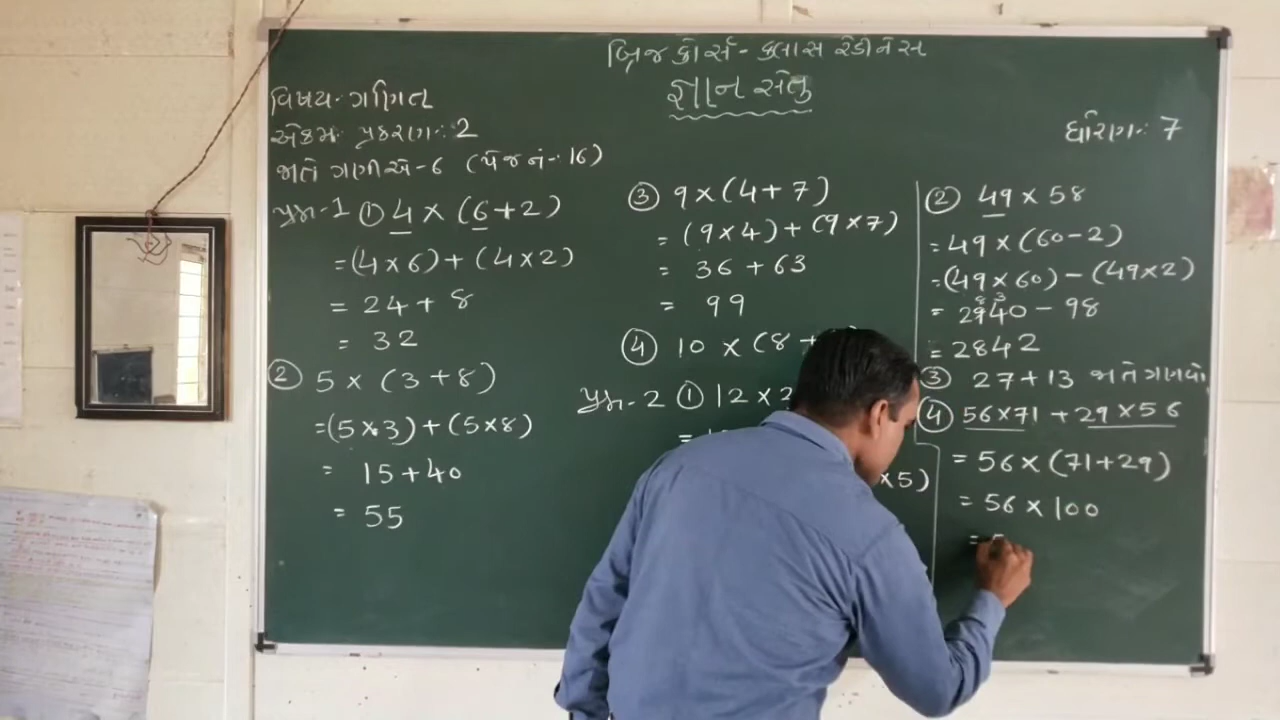 બ્રિજ કોર્સ - ક્લાસ રેડીનેસ
જ્ઞાન સેતુ
વિષય:- ગણિત
એકમ: પ્રકરણ:- 2
ધોરણ:- 7
જાતે ગણીએ - 6 (પેજ નં:- 16)
પ્રશ્ન-1 ① 4 × (6+2)
=(4×6)+(4×2)
= 24 + 8
= 32
② 5 × (3+8)
=(5×3)+(5×8)
= 15+40
= 55
③ 9×(4+7)
= (9×4)+(9×7)
= 36+63
= 99
④ 10 ×(8+
પ્રશ્ન-2 ① 12 ×
=
×5)
② 49 × 58
=49×(60-2)
=(49×60)-(49×2)
8 3
= 2940 - 98
= 2842
③ 27+13 જાતે ગણવો.
④ 56×71 + 29×56
= 56×(71+29)
= 56×100
=